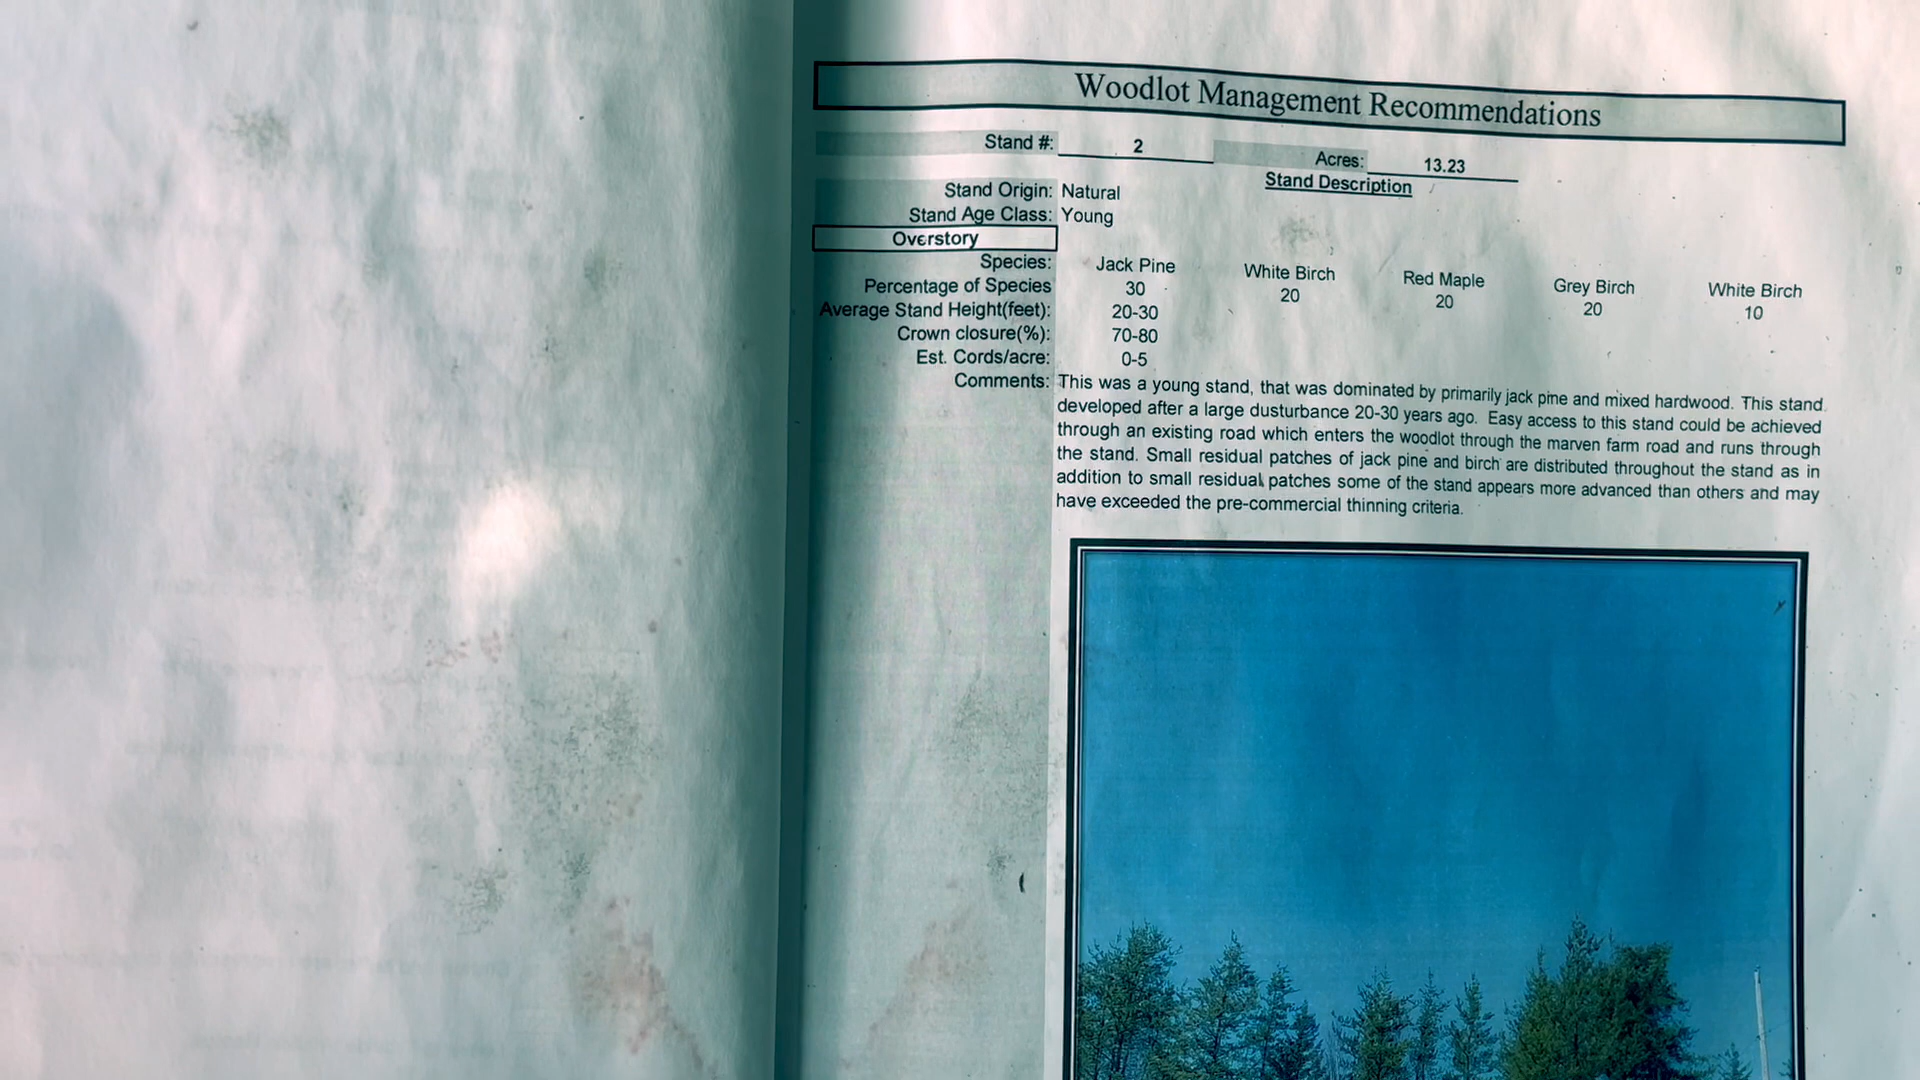 Woodlot Management Recommendations
Stand #: 2 Acres: 13.23
Stand Description
Stand Origin: Natural
Stand Age Class: Young
Overstory
Species: Jack Pine White Birch Red Maple Grey Birch White Birch
Percentage of Species 30 20 20 20 10
Average Stand Height(feet): 20-30
Crown closure(%): 70-80
Est. Cords/acre: 0-5
Comments: This was a young stand, that was dominated by primarily jack pine and mixed hardwood. This stand
developed after a large dusturbance 20-30 years ago. Easy access to this stand could be achieved
through an existing road which enters the woodlot through the marven farm road and runs through
the stand. Small residual patches of jack pine and birch are distributed throughout the stand as in
addition to small residual patches some of the stand appears more advanced than others and may
have exceeded the pre-commercial thinning criteria.